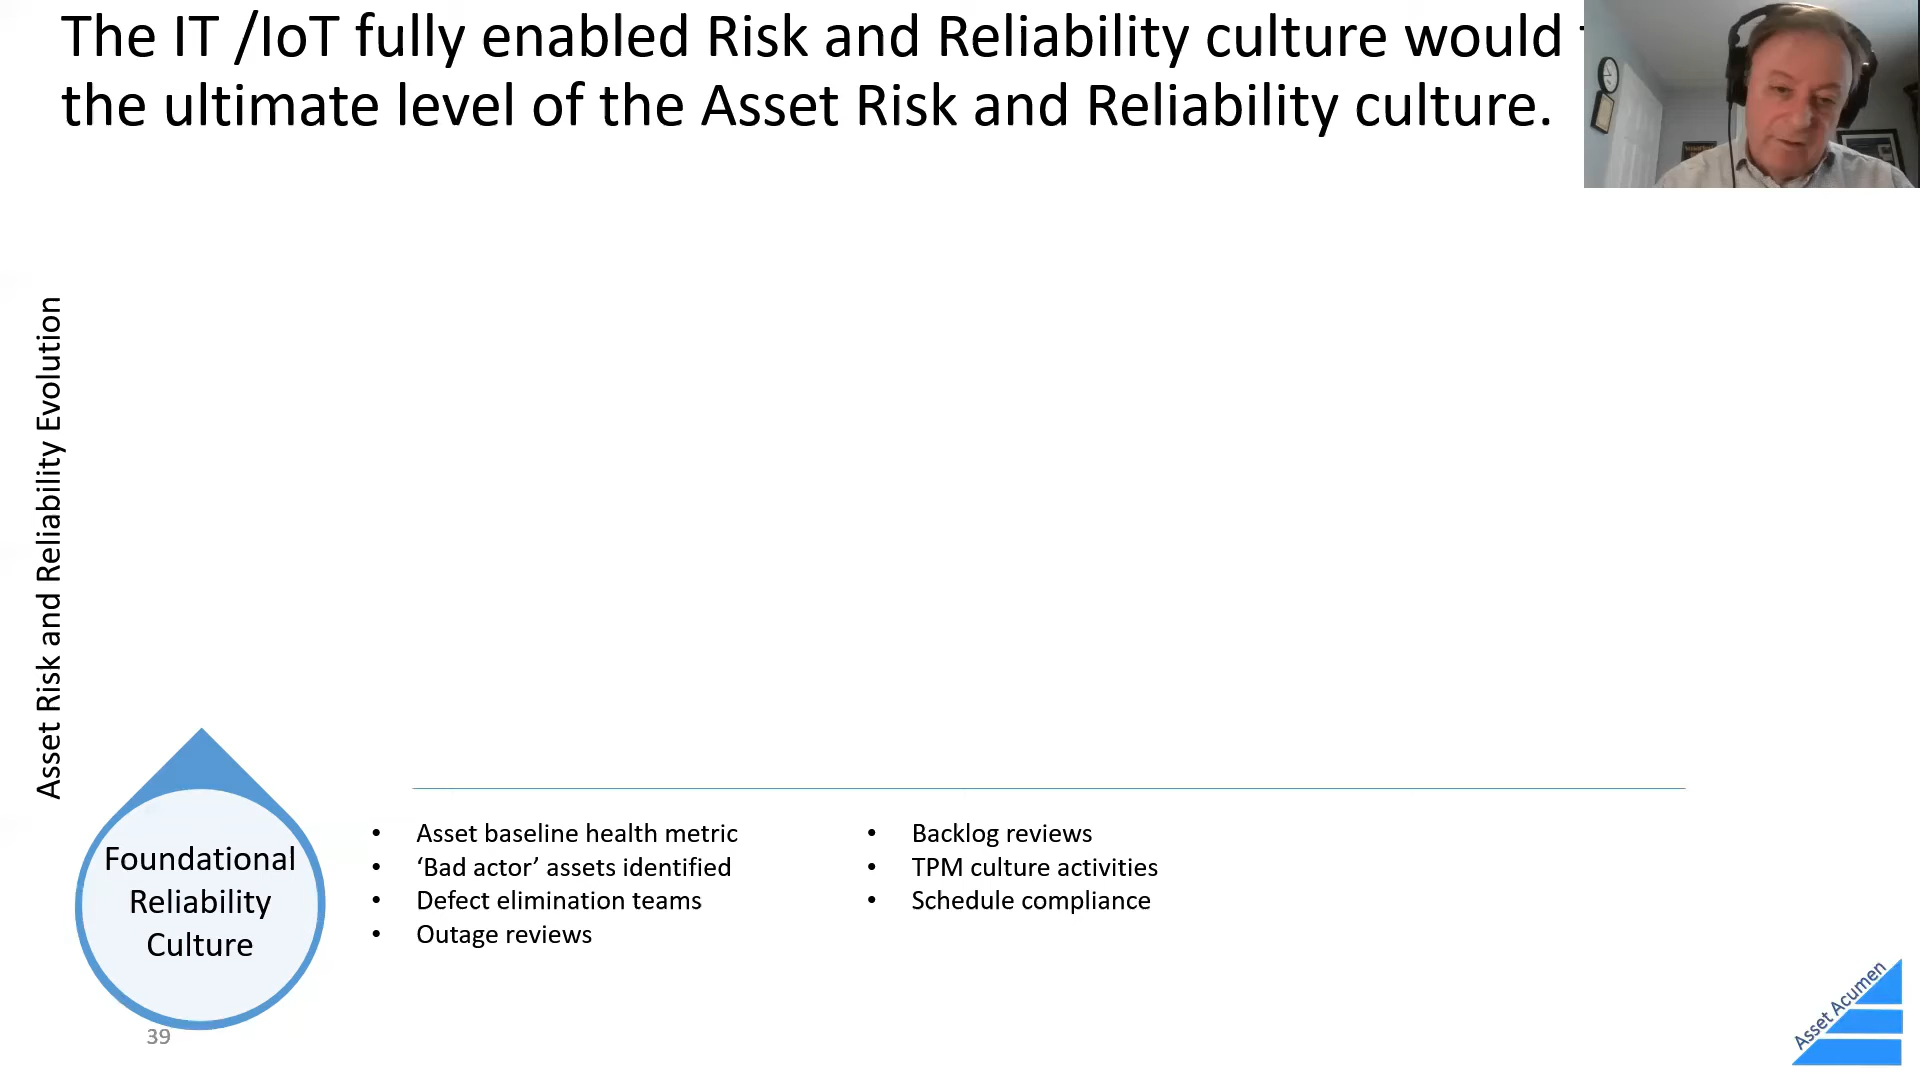 The IT /IoT fully enabled Risk and Reliability culture would
the ultimate level of the Asset Risk and Reliability culture.
Asset Risk and Reliability Evolution
Foundational
Reliability
Culture
• Asset baseline health metric
• ‘Bad actor’ assets identified
• Defect elimination teams
• Outage reviews
• Backlog reviews
• TPM culture activities
• Schedule compliance
39
Asset Acumen